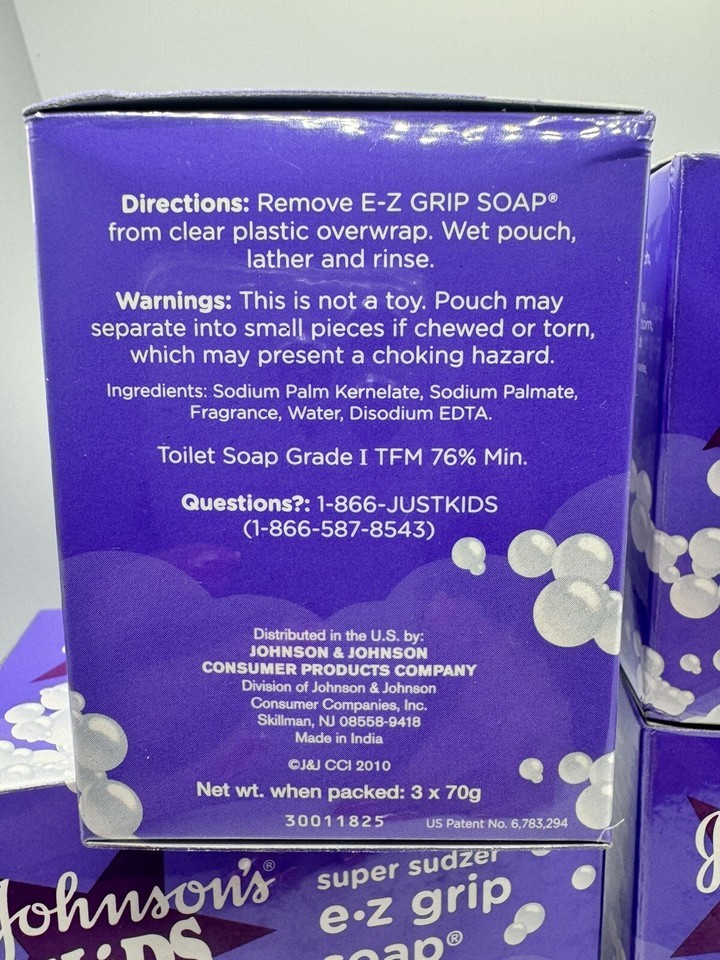 Directions: Remove E-Z GRIP SOAP®
from clear plastic overwrap. Wet pouch,
lather and rinse.
Warnings: This is not a toy. Pouch may
separate into small pieces if chewed or torn,
which may present a choking hazard.
Ingredients: Sodium Palm Kernelate, Sodium Palmate,
Fragrance, Water, Disodium EDTA.
Toilet Soap Grade I TFM 76% Min.
Questions?: 1-866-JUSTKIDS
(1-866-587-8543)
Distributed in the U.S. by:
JOHNSON & JOHNSON
CONSUMER PRODUCTS COMPANY
Division of Johnson & Johnson
Consumer Companies, Inc.
Skillman, NJ 08558-9418
Made in India
©J&J CCI 2010
Net wt. when packed: 3 x 70g
30011825
US Patent No. 6,783,294
Johnson's®
KiDS
super sudzer
e•z grip
soap®